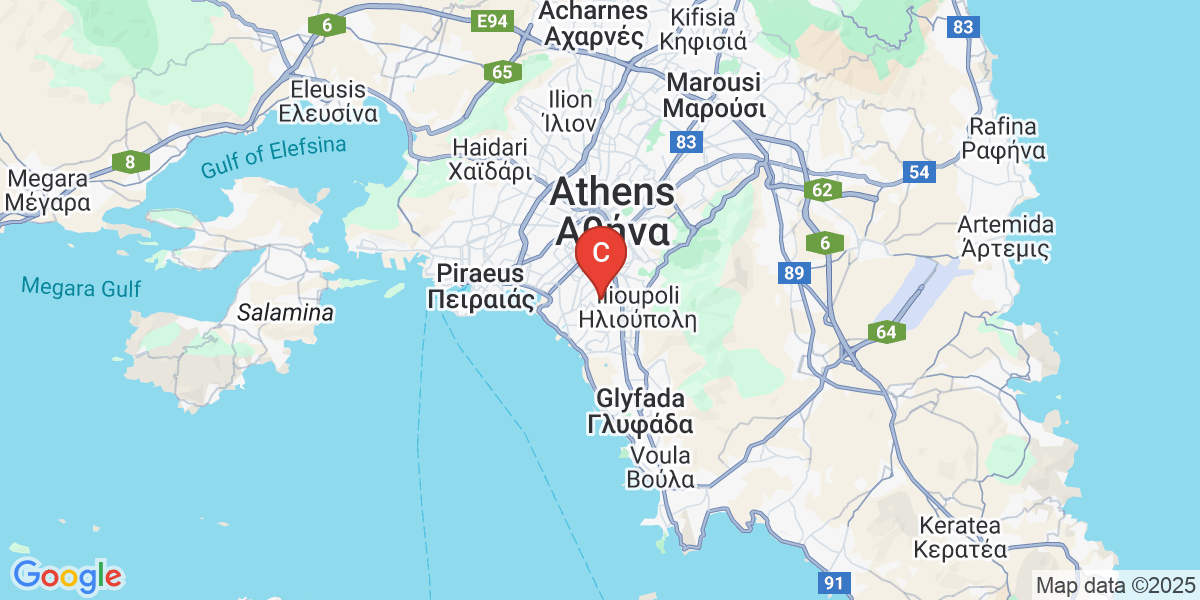 6
E94
Acharnes
Αχαρνές
Kifisia
Κηφισιά
83
65
Eleusis
Ελευσίνα
Ilion
Ίλιον
Marousi
Μαρούσι
83
Rafina
Ραφήνα
8
Gulf of Elefsina
Haidari
Χαϊδάρι
54
62
Megara
Μέγαρα
Athens
Αθήνα
Artemida
Άρτεμις
6
C
89
Megara Gulf
Piraeus
Πειραιάς
Ilioupoli
Ηλιούπολη
Salamina
64
Glyfada
Γλυφάδα
Voula
Βούλα
Keratea
Κερατέα
91
Google
Map data ©2025